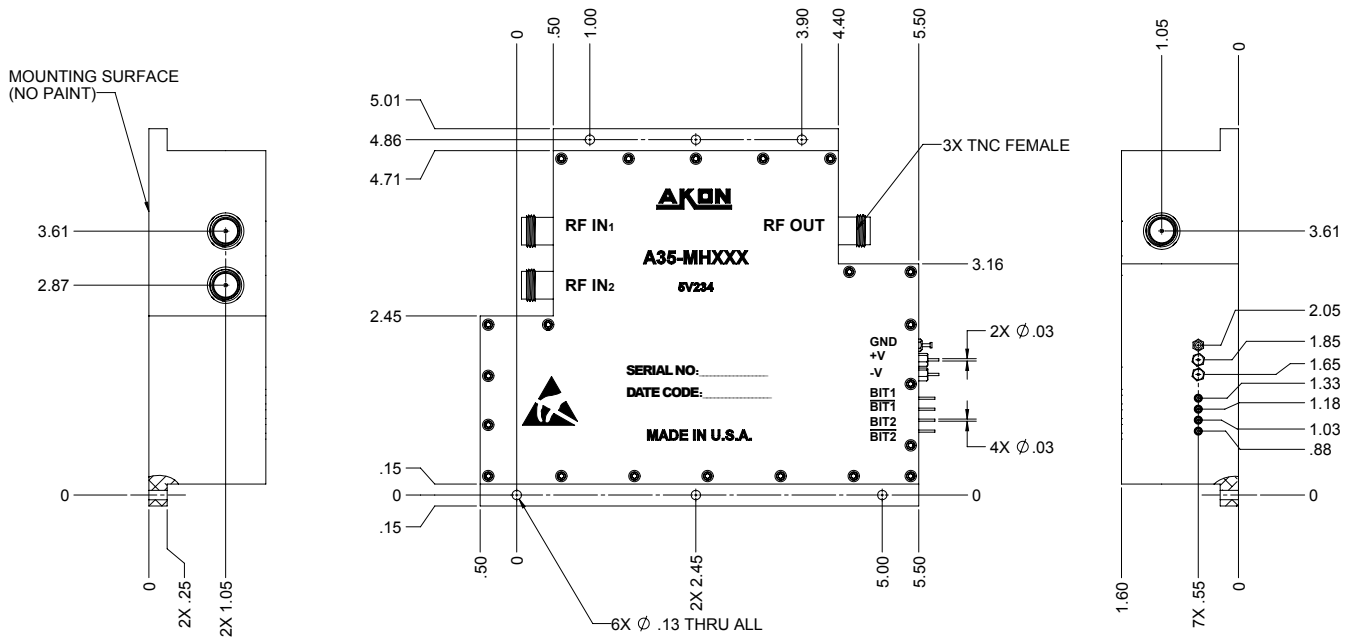 MOUNTING SURFACE
(NO PAINT)
3.61
2.87
0
0
2X .25
2X 1.05
0
.50
1.00
3.90
4.40
5.50
5.01
4.86
4.71
2.45
.15
0
.15
AKON
RF IN1
RF OUT
A35-MHXXX
RF IN2
5V234
SERIAL NO:
DATE CODE:
MADE IN U.S.A.
GND
+V
-V
BIT1
BIT1
BIT2
BIT2
3X TNC FEMALE
3.16
2X Ø .03
4X Ø .03
0
.50
0
2X 2.45
5.00
5.50
6X Ø .13 THRU ALL
1.05
0
3.61
2.05
1.85
1.65
1.33
1.18
1.03
.88
0
1.60
7X .55
0